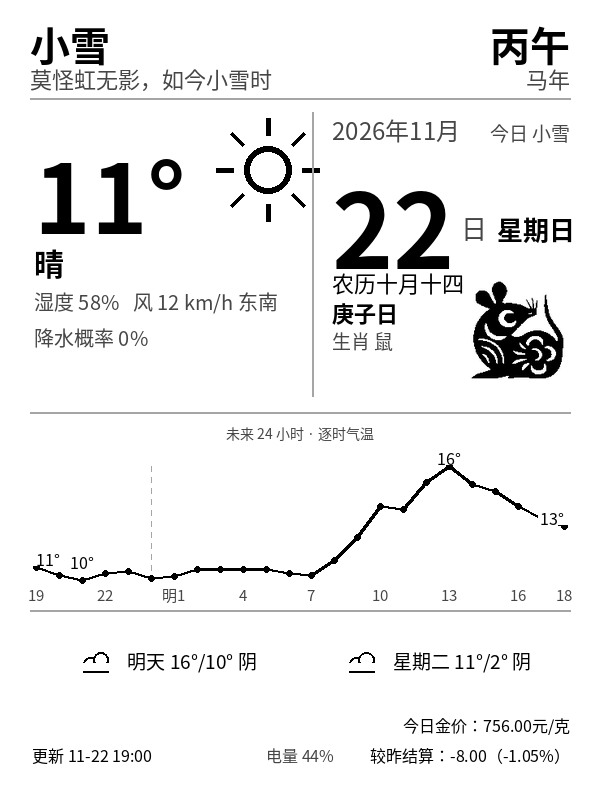 小雪
丙午
莫怪虹无影，如今小雪时
马年
11°
晴
湿度 58% 风 12 km/h 东南
降水概率 0%
2026年11月 今日 小雪
22 日 星期日
农历十月十四
庚子日
生肖 鼠
未来 24 小时 · 逐时气温
16°
13°
11° 10°
19 22 明1 4 7 10 13 16 18
明天 16°/10° 阴 星期二 11°/2° 阴
今日金价：756.00元/克
更新 11-22 19:00 电量 44% 较昨结算：-8.00（-1.05%）